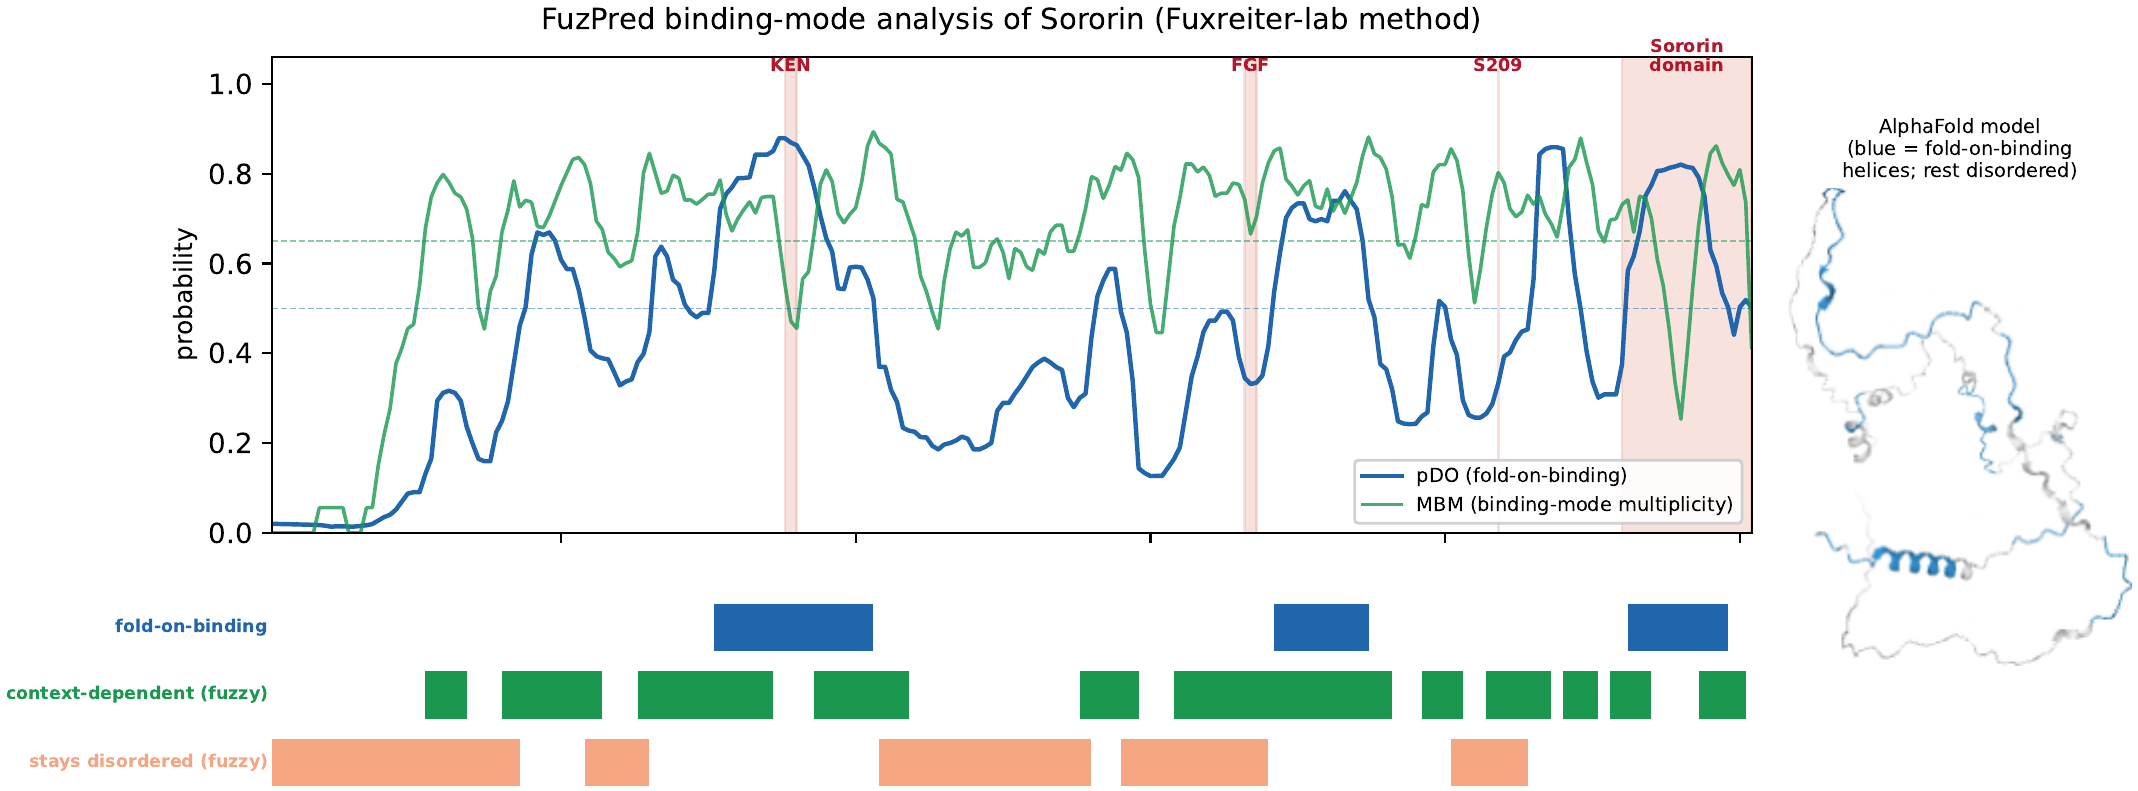 FuzPred binding-mode analysis of Sororin (Fuxreiter-lab method)
KEN
FGF
S209
Sororin
domain
probability
1.0
0.8
0.6
0.4
0.2
0.0
pDO (fold-on-binding)
MBM (binding-mode multiplicity)
AlphaFold model
(blue = fold-on-binding
helices; rest disordered)
fold-on-binding
context-dependent (fuzzy)
stays disordered (fuzzy)